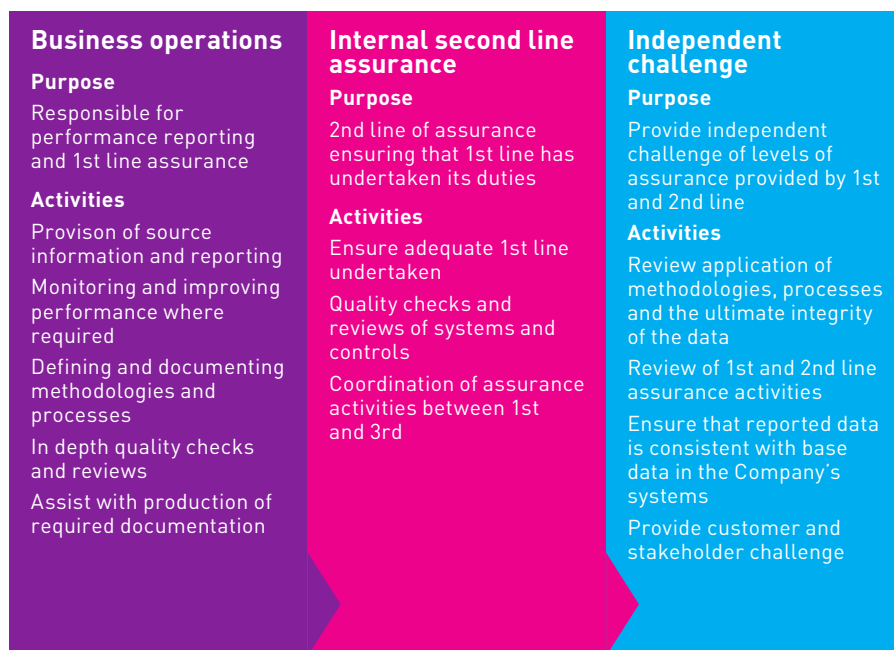 Business operations
Purpose
Responsible for
performance reporting
and 1st line assurance
Activities
Provison of source
information and reporting
Monitoring and improving
performance where
required
Defining and documenting
methodologies and
processes
In depth quality checks
and reviews
Assist with production of
required documentation
Internal second line
assurance
Purpose
2nd line of assurance
ensuring that 1st line has
undertaken its duties
Activities
Ensure adequate 1st line
undertaken
Quality checks and
reviews of systems and
controls
Coordination of assurance
activities between 1st
and 3rd
Independent
challenge
Purpose
Provide independent
challenge of levels of
assurance provided by 1st
and 2nd line
Activities
Review application of
methodologies, processes
and the ultimate integrity
of the data
Review of 1st and 2nd line
assurance activities
Ensure that reported data
is consistent with base
data in the Company’s
systems
Provide customer and
stakeholder challenge